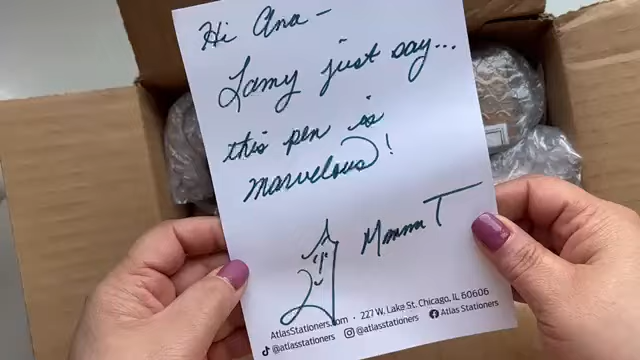 Hi Ana –
Lamy just say...
this pen is
marvelous!
Mmmm T
AtlasStationers.com · 227 W. Lake St. Chicago, IL 60606
@atlasstationers @atlasstationers Atlas Stationers